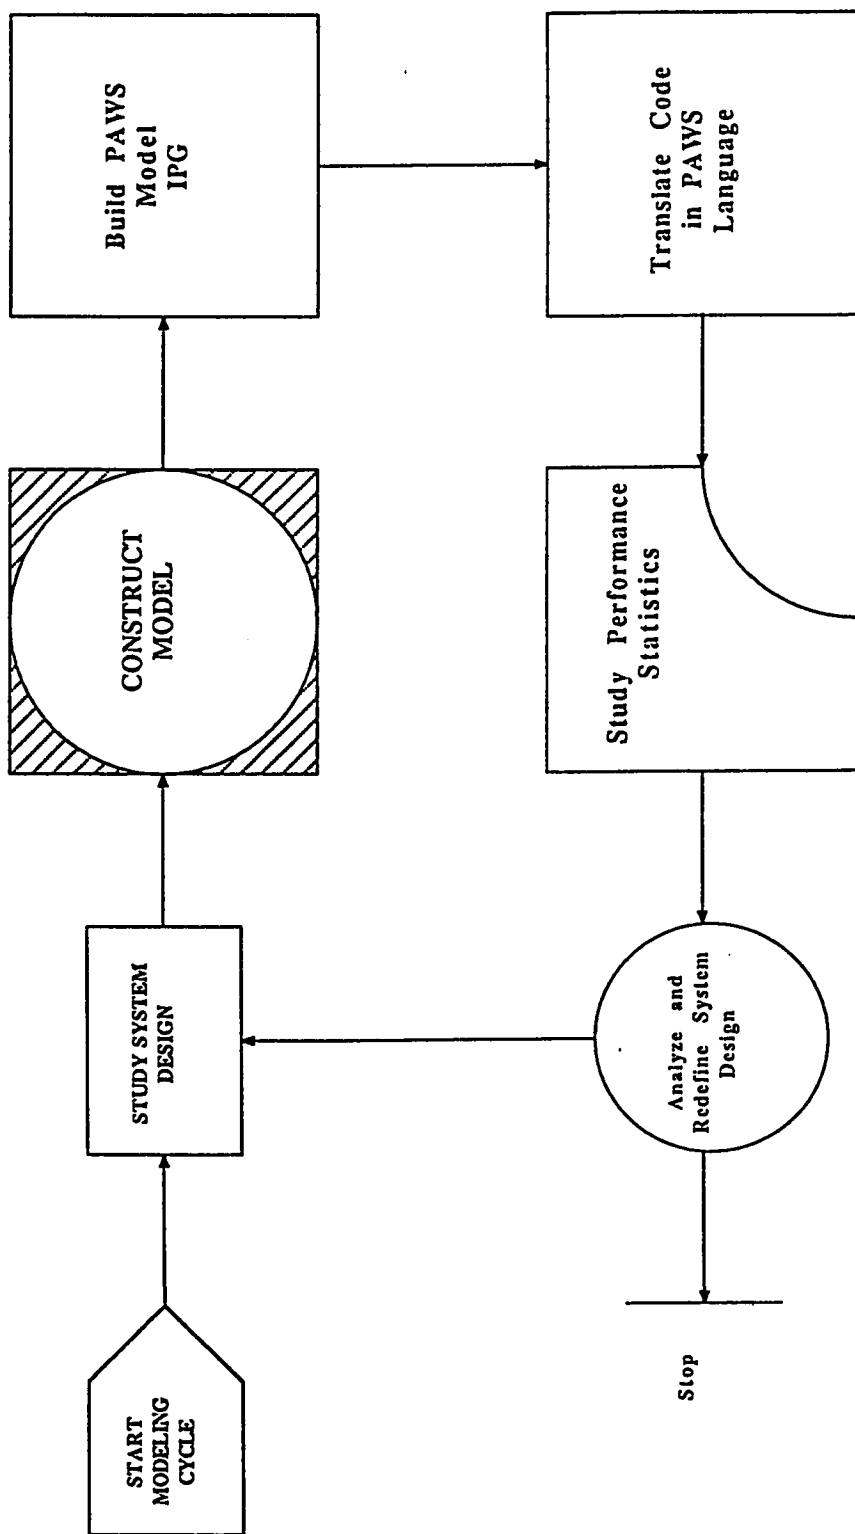 START
MODELING
CYCLE
STUDY SYSTEM
DESIGN
CONSTRUCT
MODEL
Build PAWS
Model
IPG
Translate Code
in PAWS
Language
Study Performance
Statistics
Analyze and
Redefine System
Design
Stop